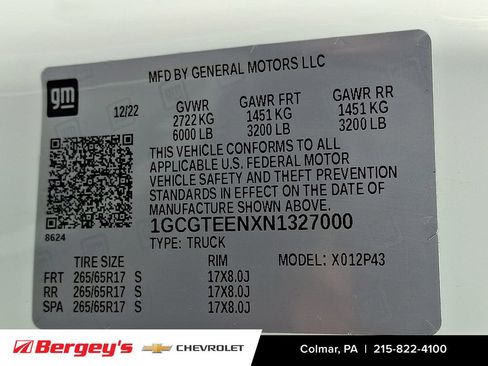 gm
MFD BY GENERAL MOTORS LLC
12/22 GVWR GAWR FRT GAWR RR
2722 KG 1451 KG 1451 KG
6000 LB 3200 LB 3200 LB
THIS VEHICLE CONFORMS TO ALL
APPLICABLE U.S. FEDERAL MOTOR
VEHICLE SAFETY AND THEFT PREVENTION
STANDARDS IN EFFECT ON THE DATE OF
MANUFACTURE SHOWN ABOVE.
8624 1GCGTEENXN1327000
TYPE: TRUCK MODEL: X012P43
TIRE SIZE RIM
FRT 265/65R17 S 17X8.0J
RR 265/65R17 S 17X8.0J
SPA 265/65R17 S 17X8.0J
Bergey's CHEVROLET Colmar, PA | 215-822-4100